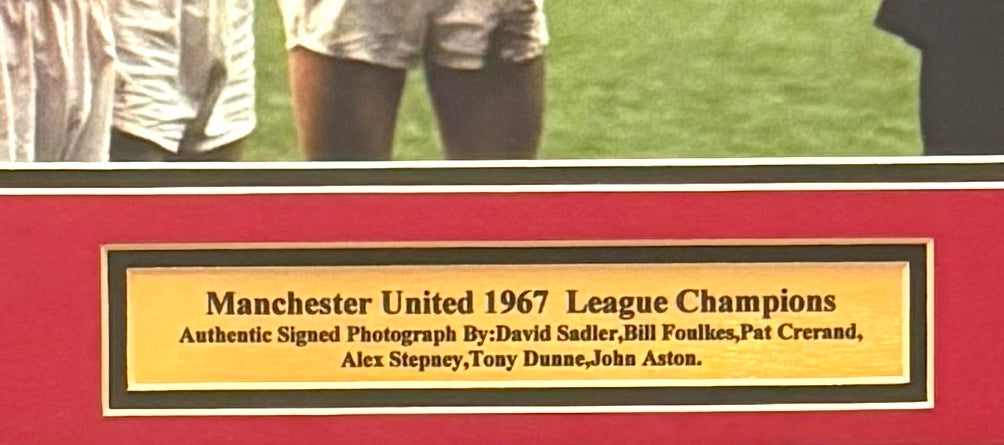 Manchester United 1967 League Champions
Authentic Signed Photograph By:David Sadler,Bill Foulkes,Pat Crerand,
Alex Stepney,Tony Dunne,John Aston.